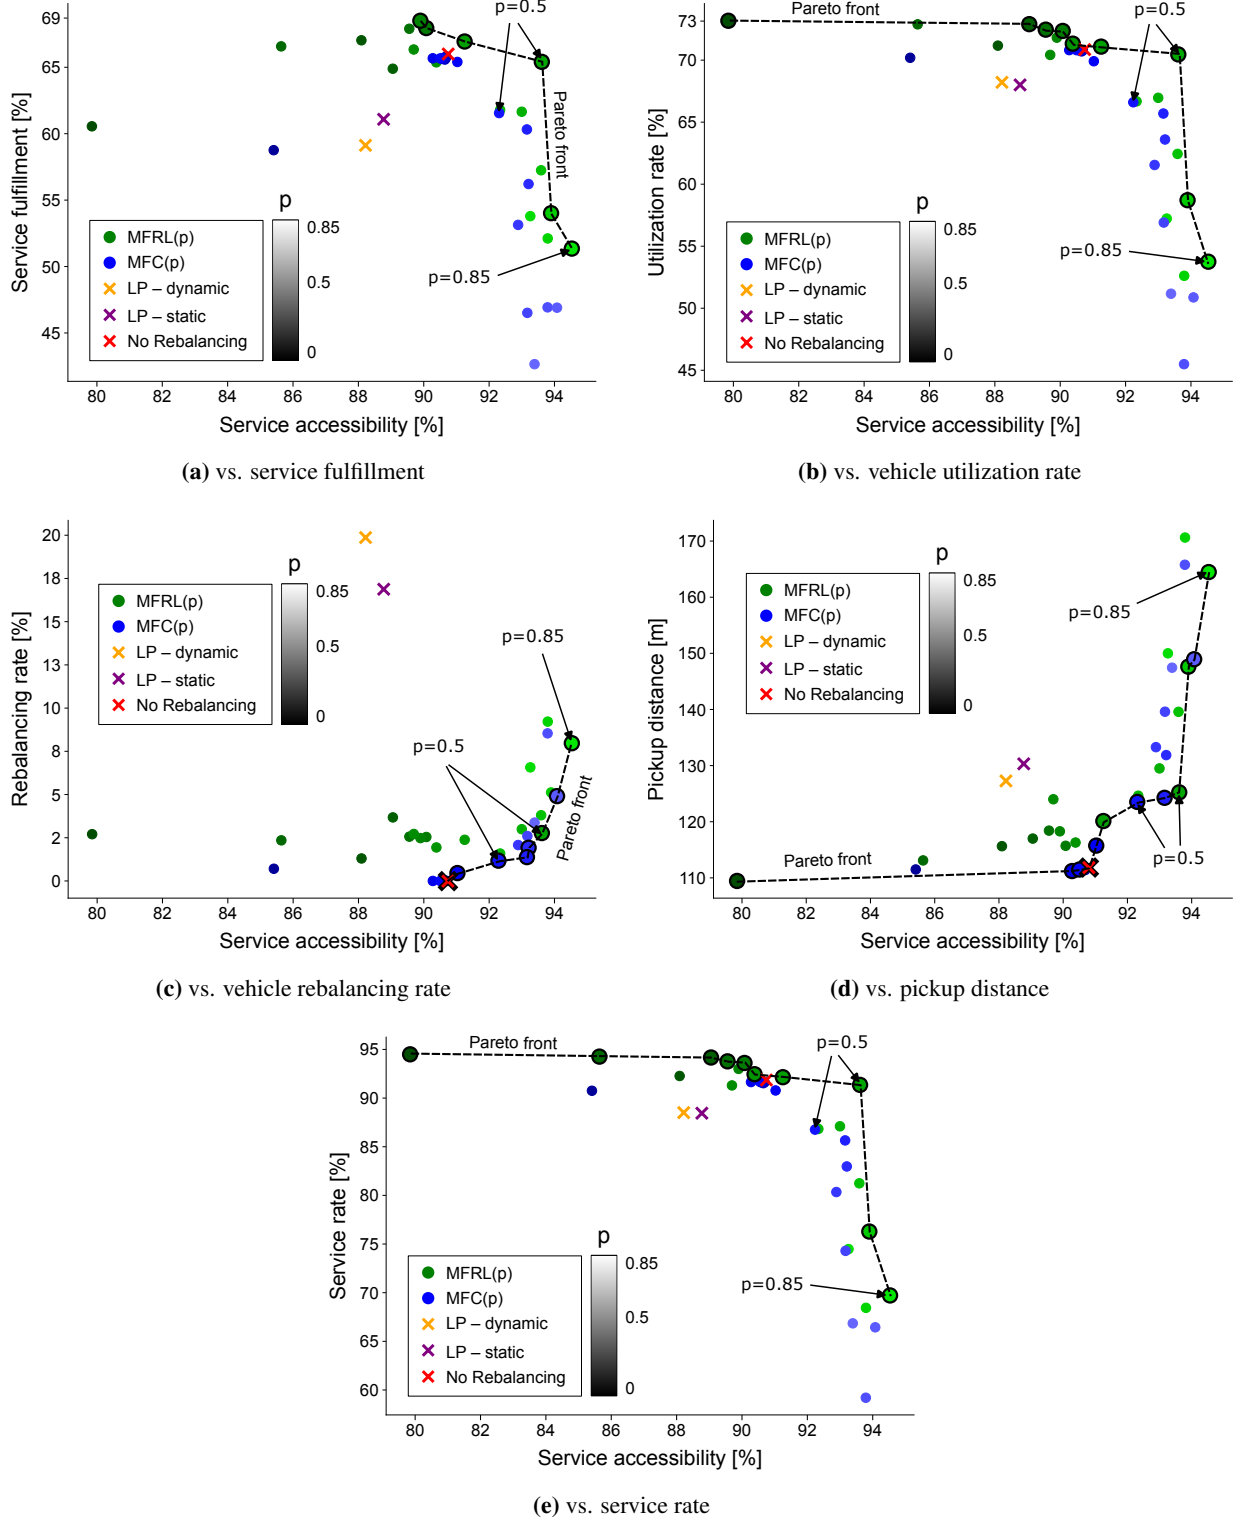 69
65
60
55
50
45
Service fulfillment [%]
p=0.5
Pareto front
p=0.85
p
0.85
0.5
0
MFRL(p)
MFC(p)
LP – dynamic
LP – static
No Rebalancing
80 82 84 86 88 90 92 94
Service accessibility [%]
(a) vs. service fulfillment
73
70
65
60
55
50
45
Utilization rate [%]
Pareto front
p=0.5
p=0.85
p
0.85
0.5
0
MFRL(p)
MFC(p)
LP – dynamic
LP – static
No Rebalancing
80 82 84 86 88 90 92 94
Service accessibility [%]
(b) vs. vehicle utilization rate
20
18
15
13
10
8
5
2
0
Rebalancing rate [%]
p
0.85
0.5
0
MFRL(p)
MFC(p)
LP – dynamic
LP – static
No Rebalancing
p=0.85
p=0.5
Pareto front
80 82 84 86 88 90 92 94
Service accessibility [%]
(c) vs. vehicle rebalancing rate
170
160
150
140
130
120
110
Pickup distance [m]
p
0.85
0.5
0
MFRL(p)
MFC(p)
LP – dynamic
LP – static
No Rebalancing
p=0.85
p=0.5
Pareto front
80 82 84 86 88 90 92 94
Service accessibility [%]
(d) vs. pickup distance
95
90
85
80
75
70
65
60
Service rate [%]
Pareto front
p=0.5
p=0.85
p
0.85
0.5
0
MFRL(p)
MFC(p)
LP – dynamic
LP – static
No Rebalancing
80 82 84 86 88 90 92 94
Service accessibility [%]
(e) vs. service rate